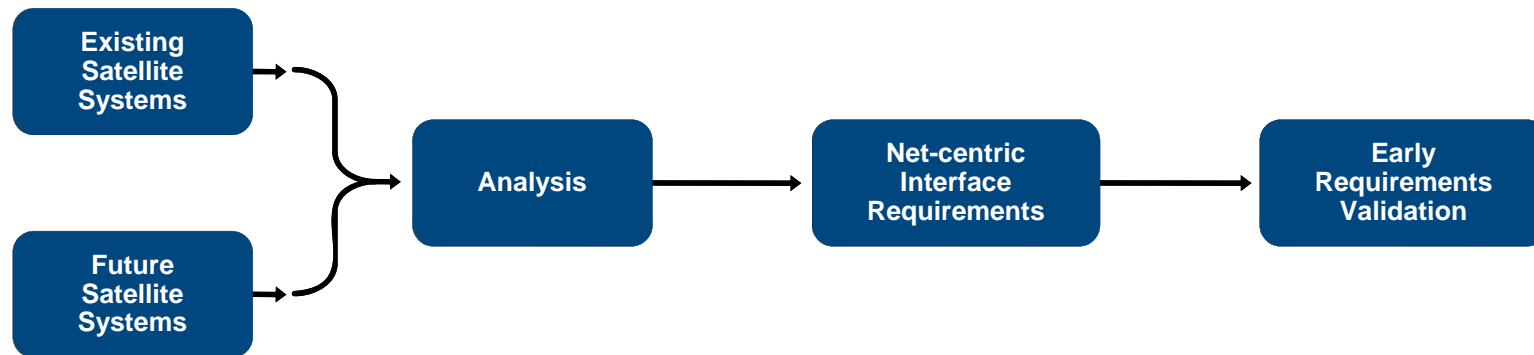 Existing
Satellite
Systems
Future
Satellite
Systems
Analysis
Net-centric
Interface
Requirements
Early
Requirements
Validation